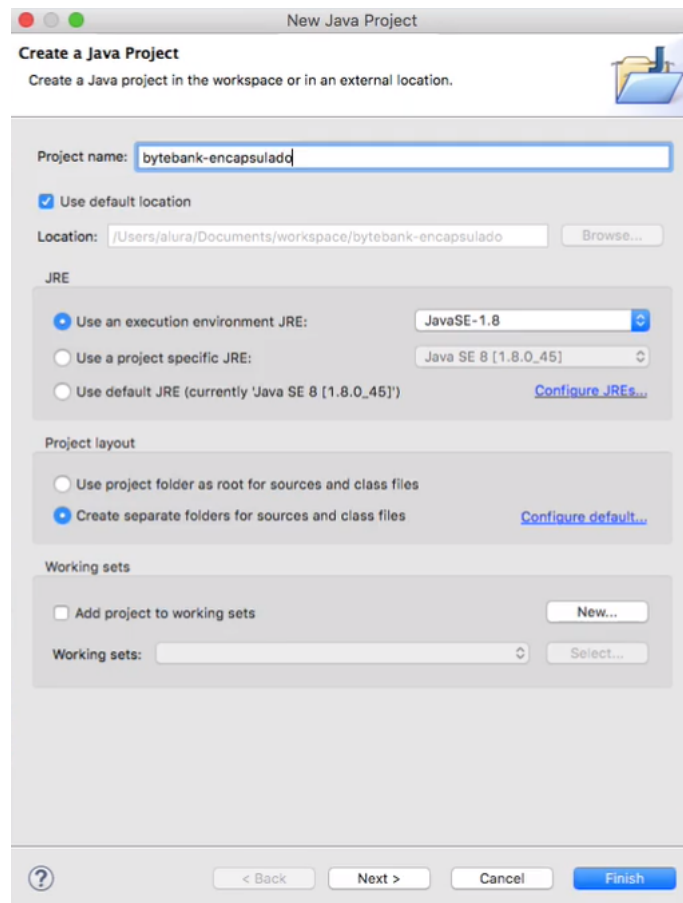 New Java Project
Create a Java Project
Create a Java project in the workspace or in an external location.
Project name: bytebank-encapsulado
Use default location
Location: /Users/alura/Documents/workspace/bytebank-encapsulado Browse...
JRE
Use an execution environment JRE: JavaSE-1.8
Use a project specific JRE: Java SE 8 [1.8.0_45]
Use default JRE (currently 'Java SE 8 [1.8.0_45]') Configure JREs...
Project layout
Use project folder as root for sources and class files
Create separate folders for sources and class files Configure default...
Working sets
Add project to working sets New...
Working sets: Select...
? < Back Next > Cancel Finish